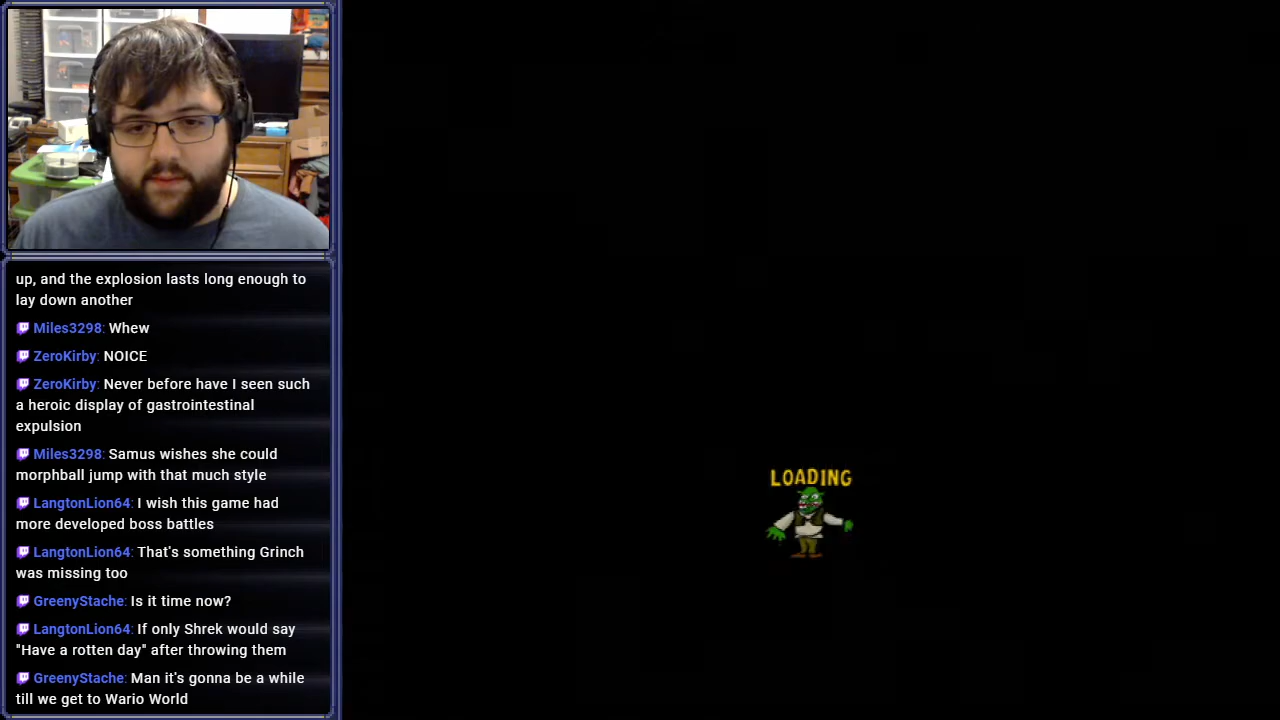 up, and the explosion lasts long enough to
lay down another
Miles3298: Whew
ZeroKirby: NOICE
ZeroKirby: Never before have I seen such
a heroic display of gastrointestinal
expulsion
Miles3298: Samus wishes she could
morphball jump with that much style
LangtonLion64: I wish this game had
more developed boss battles
LangtonLion64: That's something Grinch
was missing too
GreenyStache: Is it time now?
LangtonLion64: If only Shrek would say
"Have a rotten day" after throwing them
GreenyStache: Man it's gonna be a while
till we get to Wario World
LOADING